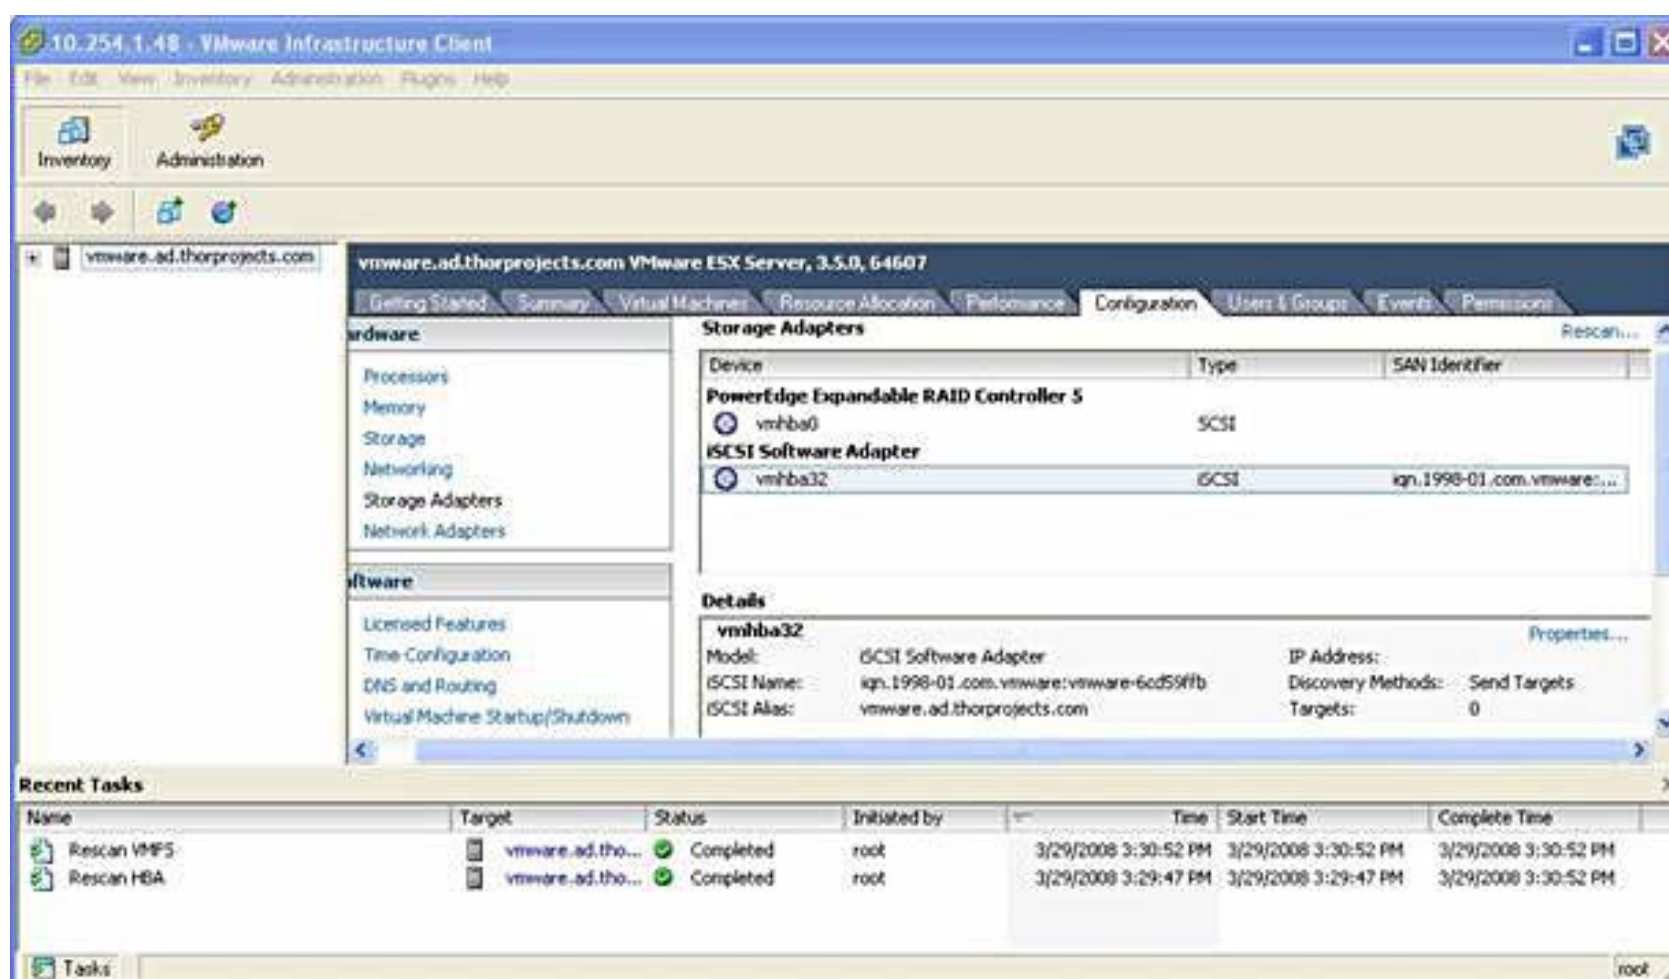 10.254.1.48 - VMware Infrastructure Client
File Edit View Inventory Administration Plugins Help
Inventory Administration
vmware.ad.thorprojects.com
vmware.ad.thorprojects.com VMware ESX Server, 3.5.0, 64607
Getting Started Summary Virtual Machines Resource Allocation Performance Configuration Users & Groups Events Permissions
ardware
Processors
Memory
Storage
Networking
Storage Adapters
Network Adapters
oftware
Licensed Features
Time Configuration
DNS and Routing
Virtual Machine Startup/Shutdown
Storage Adapters Rescan...
Device Type SAN Identifier
PowerEdge Expandable RAID Controller 5
vmhba0 SCSI
iSCSI Software Adapter
vmhba32 iSCSI iqn.1998-01.com.vmware:...
Details
vmhba32 Properties...
Model: iSCSI Software Adapter IP Address:
iSCSI Name: iqn.1998-01.com.vmware:vmware-6cd59ffb Discovery Methods: Send Targets
iSCSI Alias: vmware.ad.thorprojects.com Targets: 0
Recent Tasks
Name Target Status Initiated by Time Start Time Complete Time
Rescan VMFS vmware.ad.tho... Completed root 3/29/2008 3:30:52 PM 3/29/2008 3:30:52 PM 3/29/2008 3:30:52 PM
Rescan HBA vmware.ad.tho... Completed root 3/29/2008 3:29:47 PM 3/29/2008 3:29:47 PM 3/29/2008 3:30:52 PM
Tasks root